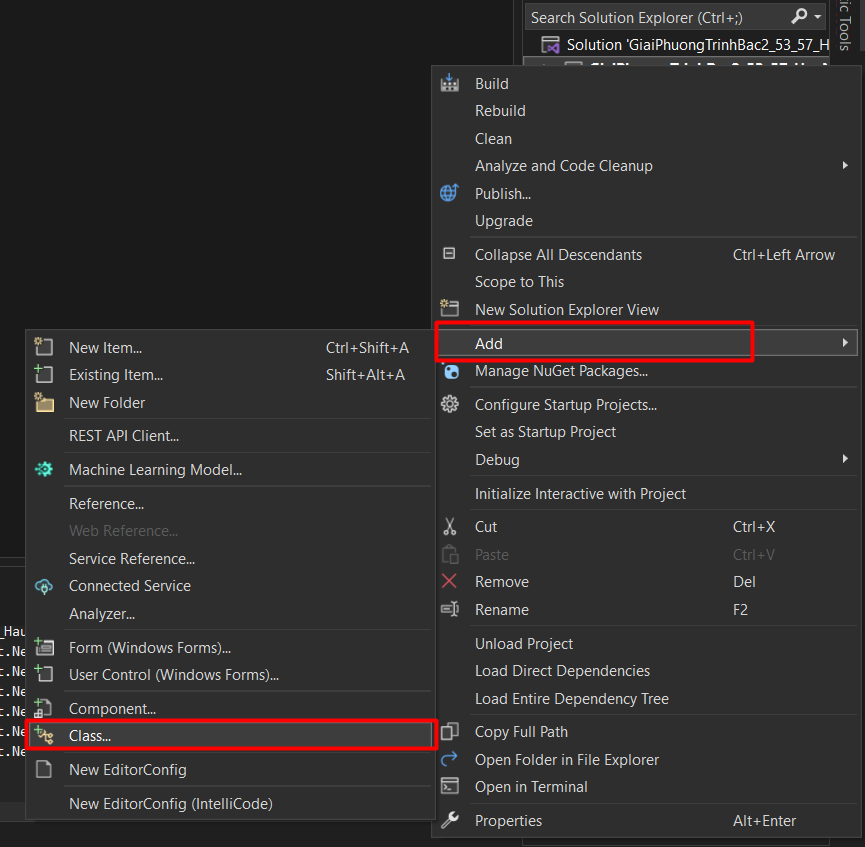 Search Solution Explorer (Ctrl+;)
Solution 'GiaiPhuongTrinhBac2_53_57_H
tic Tools
Build
Rebuild
Clean
Analyze and Code Cleanup
Publish...
Upgrade
Collapse All Descendants Ctrl+Left Arrow
Scope to This
New Solution Explorer View
Add
Manage NuGet Packages...
Configure Startup Projects...
Set as Startup Project
Debug
Initialize Interactive with Project
Cut Ctrl+X
Paste Ctrl+V
Remove Del
Rename F2
Unload Project
Load Direct Dependencies
Load Entire Dependency Tree
Copy Full Path
Open Folder in File Explorer
Open in Terminal
Properties Alt+Enter
New Item... Ctrl+Shift+A
Existing Item... Shift+Alt+A
New Folder
REST API Client...
Machine Learning Model...
Reference...
Web Reference...
Service Reference...
Connected Service
Analyzer...
Form (Windows Forms)...
User Control (Windows Forms)...
Component...
Class...
New EditorConfig
New EditorConfig (IntelliCode)
_Hau
t.Ne
t.Ne
t.Ne
t.Ne
t.Ne
t.Ne